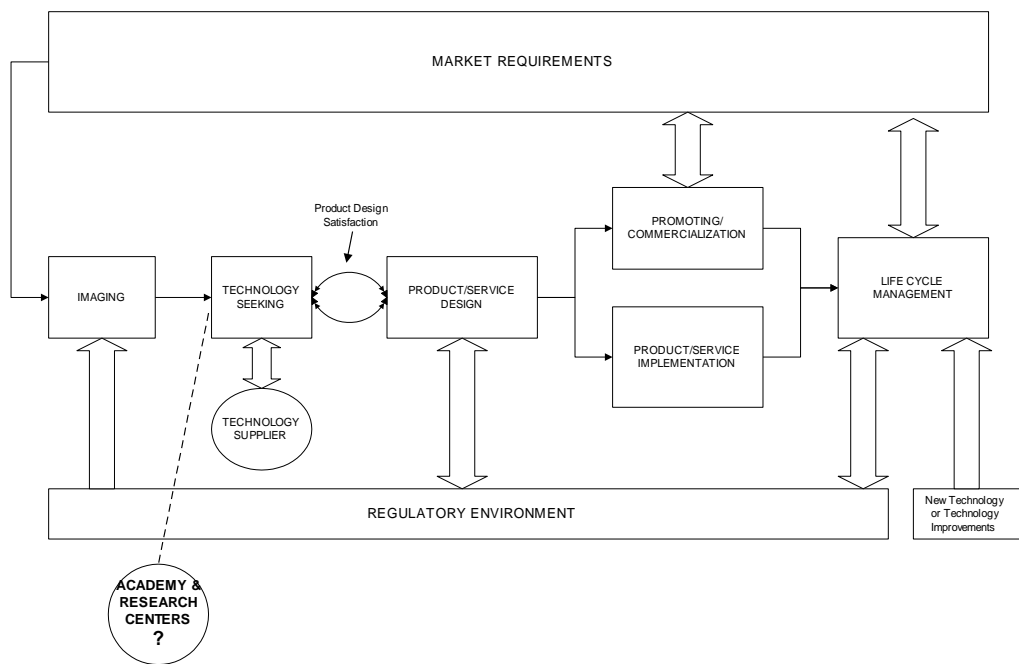 MARKET REQUIREMENTS
Product Design
Satisfaction
PROMOTING/
COMMERCIALIZATION
IMAGING
TECHNOLOGY
SEEKING
PRODUCT/SERVICE
DESIGN
LIFE CYCLE
MANAGEMENT
PRODUCT/SERVICE
IMPLEMENTATION
TECHNOLOGY
SUPPLIER
REGULATORY ENVIRONMENT
New Technology
or Technology
Improvements
ACADEMY &
RESEARCH
CENTERS
?